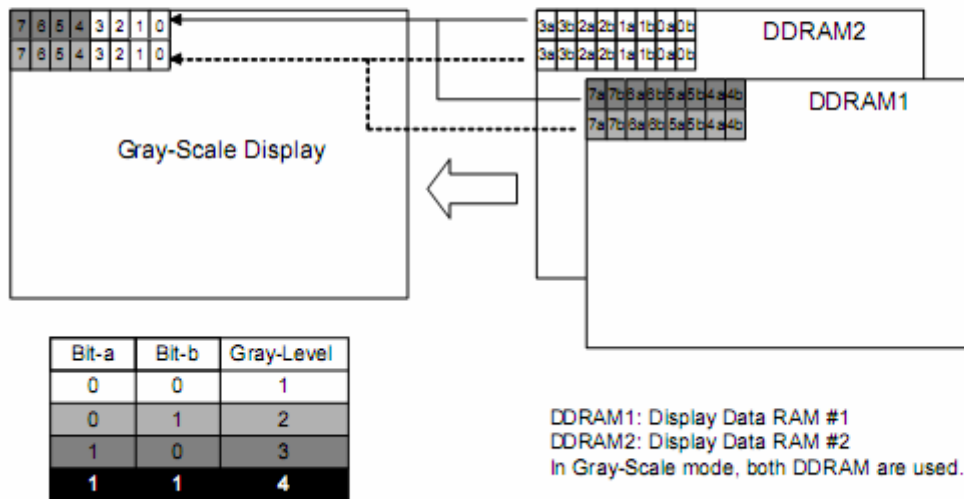 7 6 5 4 3 2 1 0
7 6 5 4 3 2 1 0
Gray-Scale Display
3a 3b 2a 2b 1a 1b 0a 0b
3a 3b 2a 2b 1a 1b 0a 0b
DDRAM2
7a 7b 6a 6b 5a 5b 4a 4b
7a 7b 6a 6b 5a 5b 4a 4b
DDRAM1
Bit-a Bit-b Gray-Level
0 0 1
0 1 2
1 0 3
1 1 4
DDRAM1: Display Data RAM #1
DDRAM2: Display Data RAM #2
In Gray-Scale mode, both DDRAM are used.